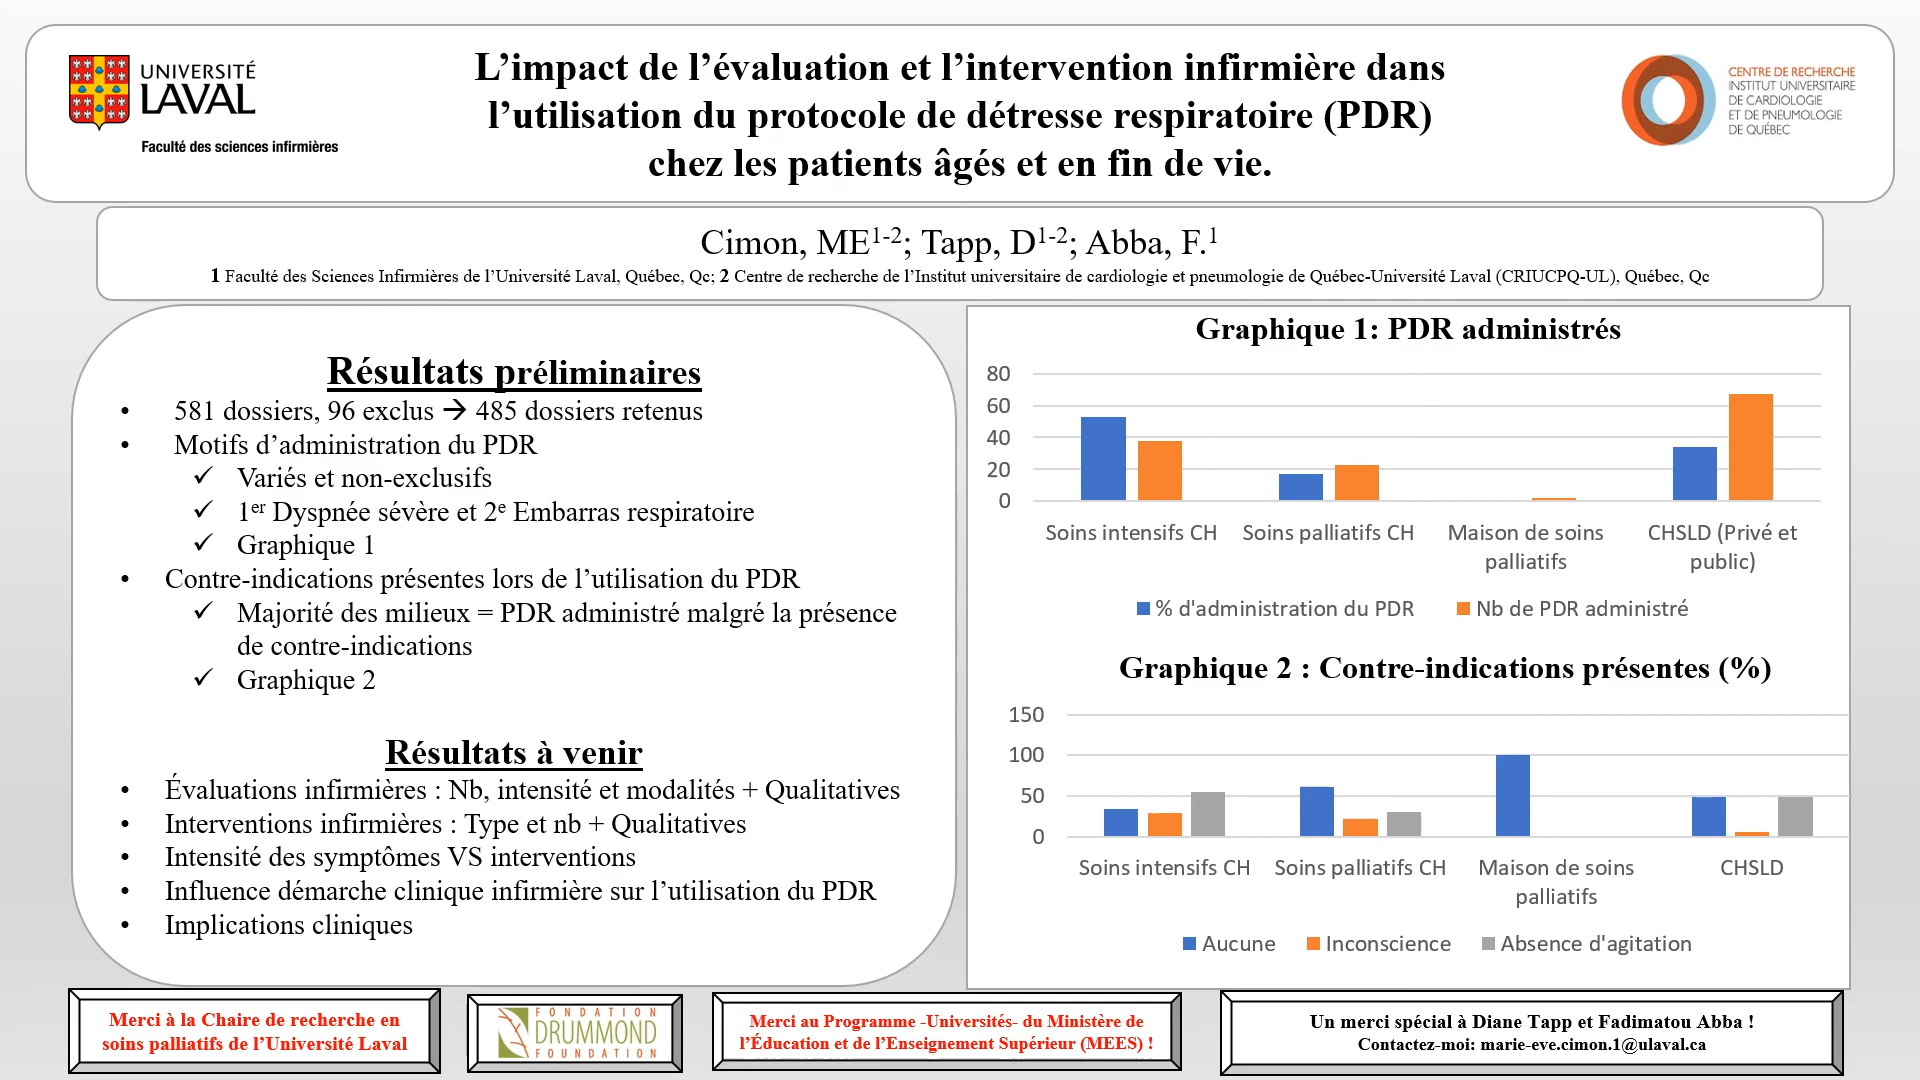 UNIVERSITÉ
LAVAL
Faculté des sciences infirmières
L’impact de l’évaluation et l’intervention infirmière dans
l’utilisation du protocole de détresse respiratoire (PDR)
chez les patients âgés et en fin de vie.
CENTRE DE RECHERCHE
INSTITUT UNIVERSITAIRE
DE CARDIOLOGIE
ET DE PNEUMOLOGIE
DE QUÉBEC
Cimon, ME1-2; Tapp, D1-2; Abba, F.1
1 Faculté des Sciences Infirmières de l’Université Laval, Québec, Qc; 2 Centre de recherche de l’Institut universitaire de cardiologie et pneumologie de Québec-Université Laval (CRIUCPQ-UL), Québec, Qc
Résultats préliminaires
• 581 dossiers, 96 exclus → 485 dossiers retenus
• Motifs d’administration du PDR
✓ Variés et non-exclusifs
✓ 1er Dyspnée sévère et 2e Embarras respiratoire
✓ Graphique 1
• Contre-indications présentes lors de l’utilisation du PDR
✓ Majorité des milieux = PDR administré malgré la présence
de contre-indications
✓ Graphique 2
Résultats à venir
• Évaluations infirmières : Nb, intensité et modalités + Qualitatives
• Interventions infirmières : Type et nb + Qualitatives
• Intensité des symptômes VS interventions
• Influence démarche clinique infirmière sur l’utilisation du PDR
• Implications cliniques
Graphique 1: PDR administrés
80
60
40
20
0
Soins intensifs CH Soins palliatifs CH Maison de soins CHSLD (Privé et
palliatifs public)
% d'administration du PDR Nb de PDR administré
Graphique 2 : Contre-indications présentes (%)
150
100
50
0
Soins intensifs CH Soins palliatifs CH Maison de soins CHSLD
palliatifs
Aucune Inconscience Absence d'agitation
Merci à la Chaire de recherche en
soins palliatifs de l’Université Laval
FONDATION
DRUMMOND
FOUNDATION
Merci au Programme -Universités- du Ministère de
l’Éducation et de l’Enseignement Supérieur (MEES) !
Un merci spécial à Diane Tapp et Fadimatou Abba !
Contactez-moi: marie-eve.cimon.1@ulaval.ca